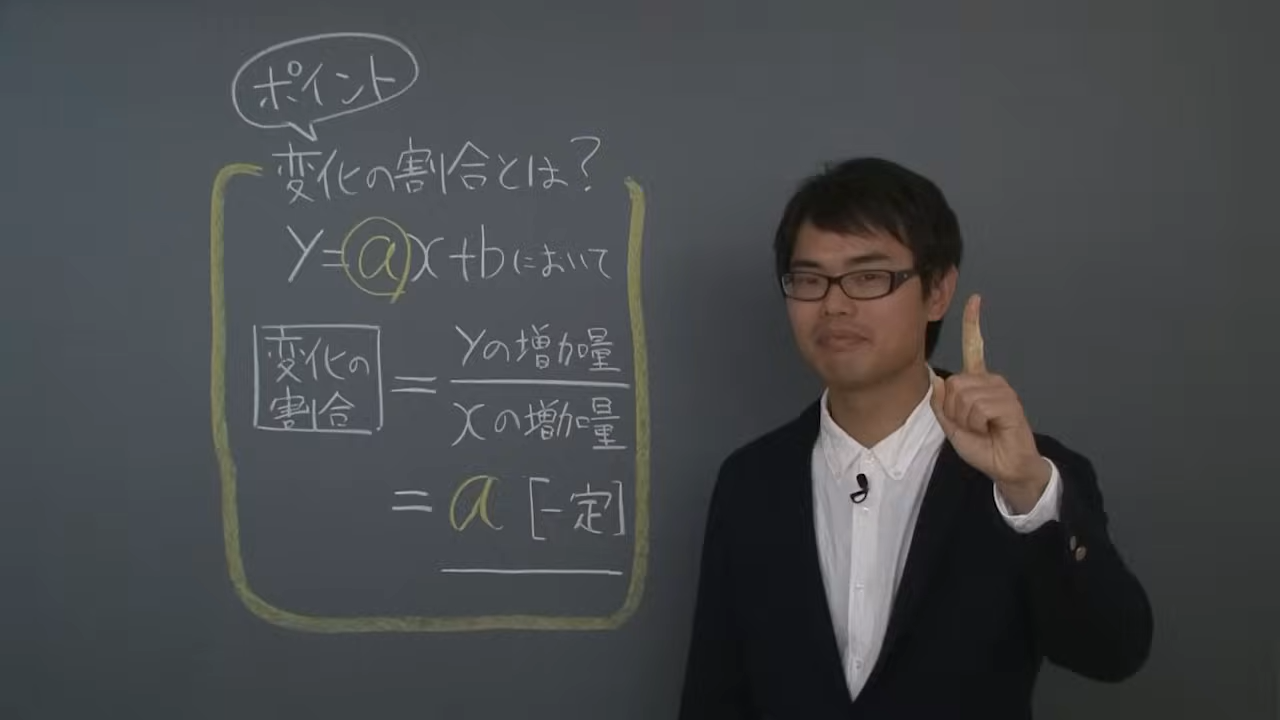 ポイント
変化の割合とは?
y=ax+bにおいて
変化の
割合
= yの増加量
xの増加量
= a [一定]